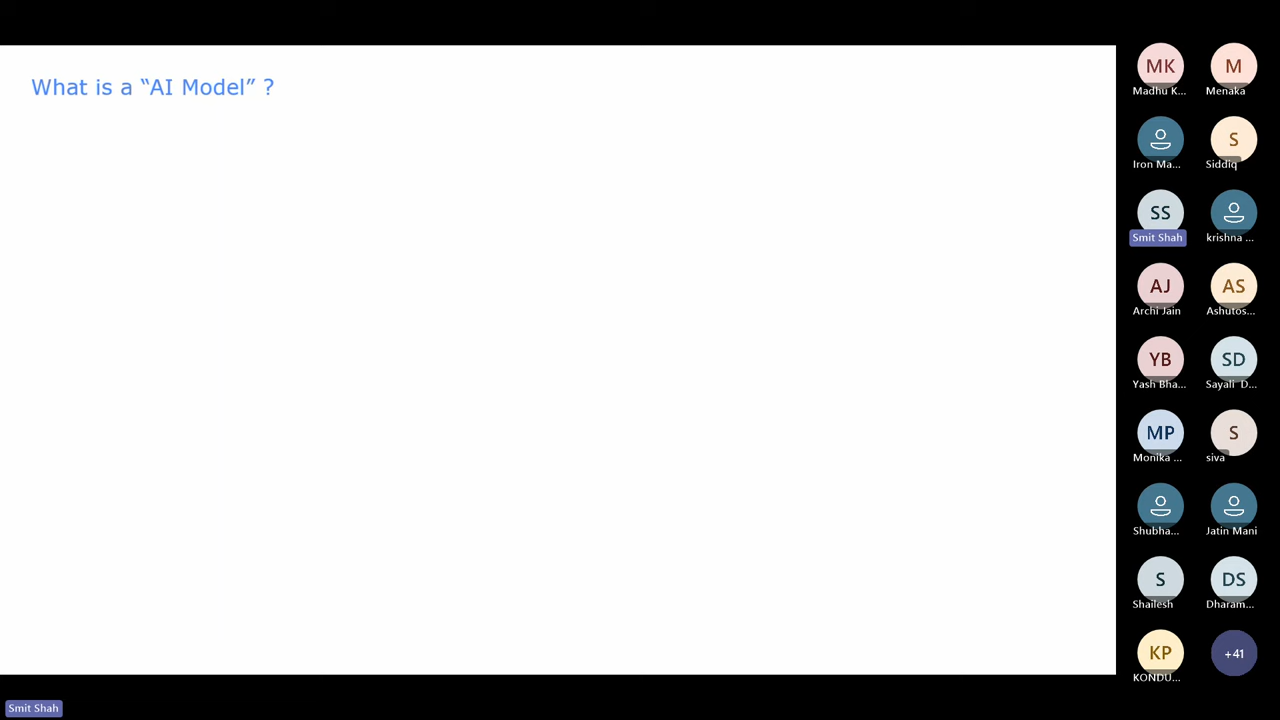 What is a “AI Model” ?
MK
M
Madhu K...
Menaka
S
Iron Ma...
Siddiq
SS
Smit Shah
krishna ...
AJ
AS
Archi Jain
Ashutos...
YB
SD
Yash Bha...
Sayali D...
MP
S
Monika ...
siva
Shubha...
Jatin Mani
S
DS
Shailesh
Dharam...
KP
+41
KONDU...
Smit Shah